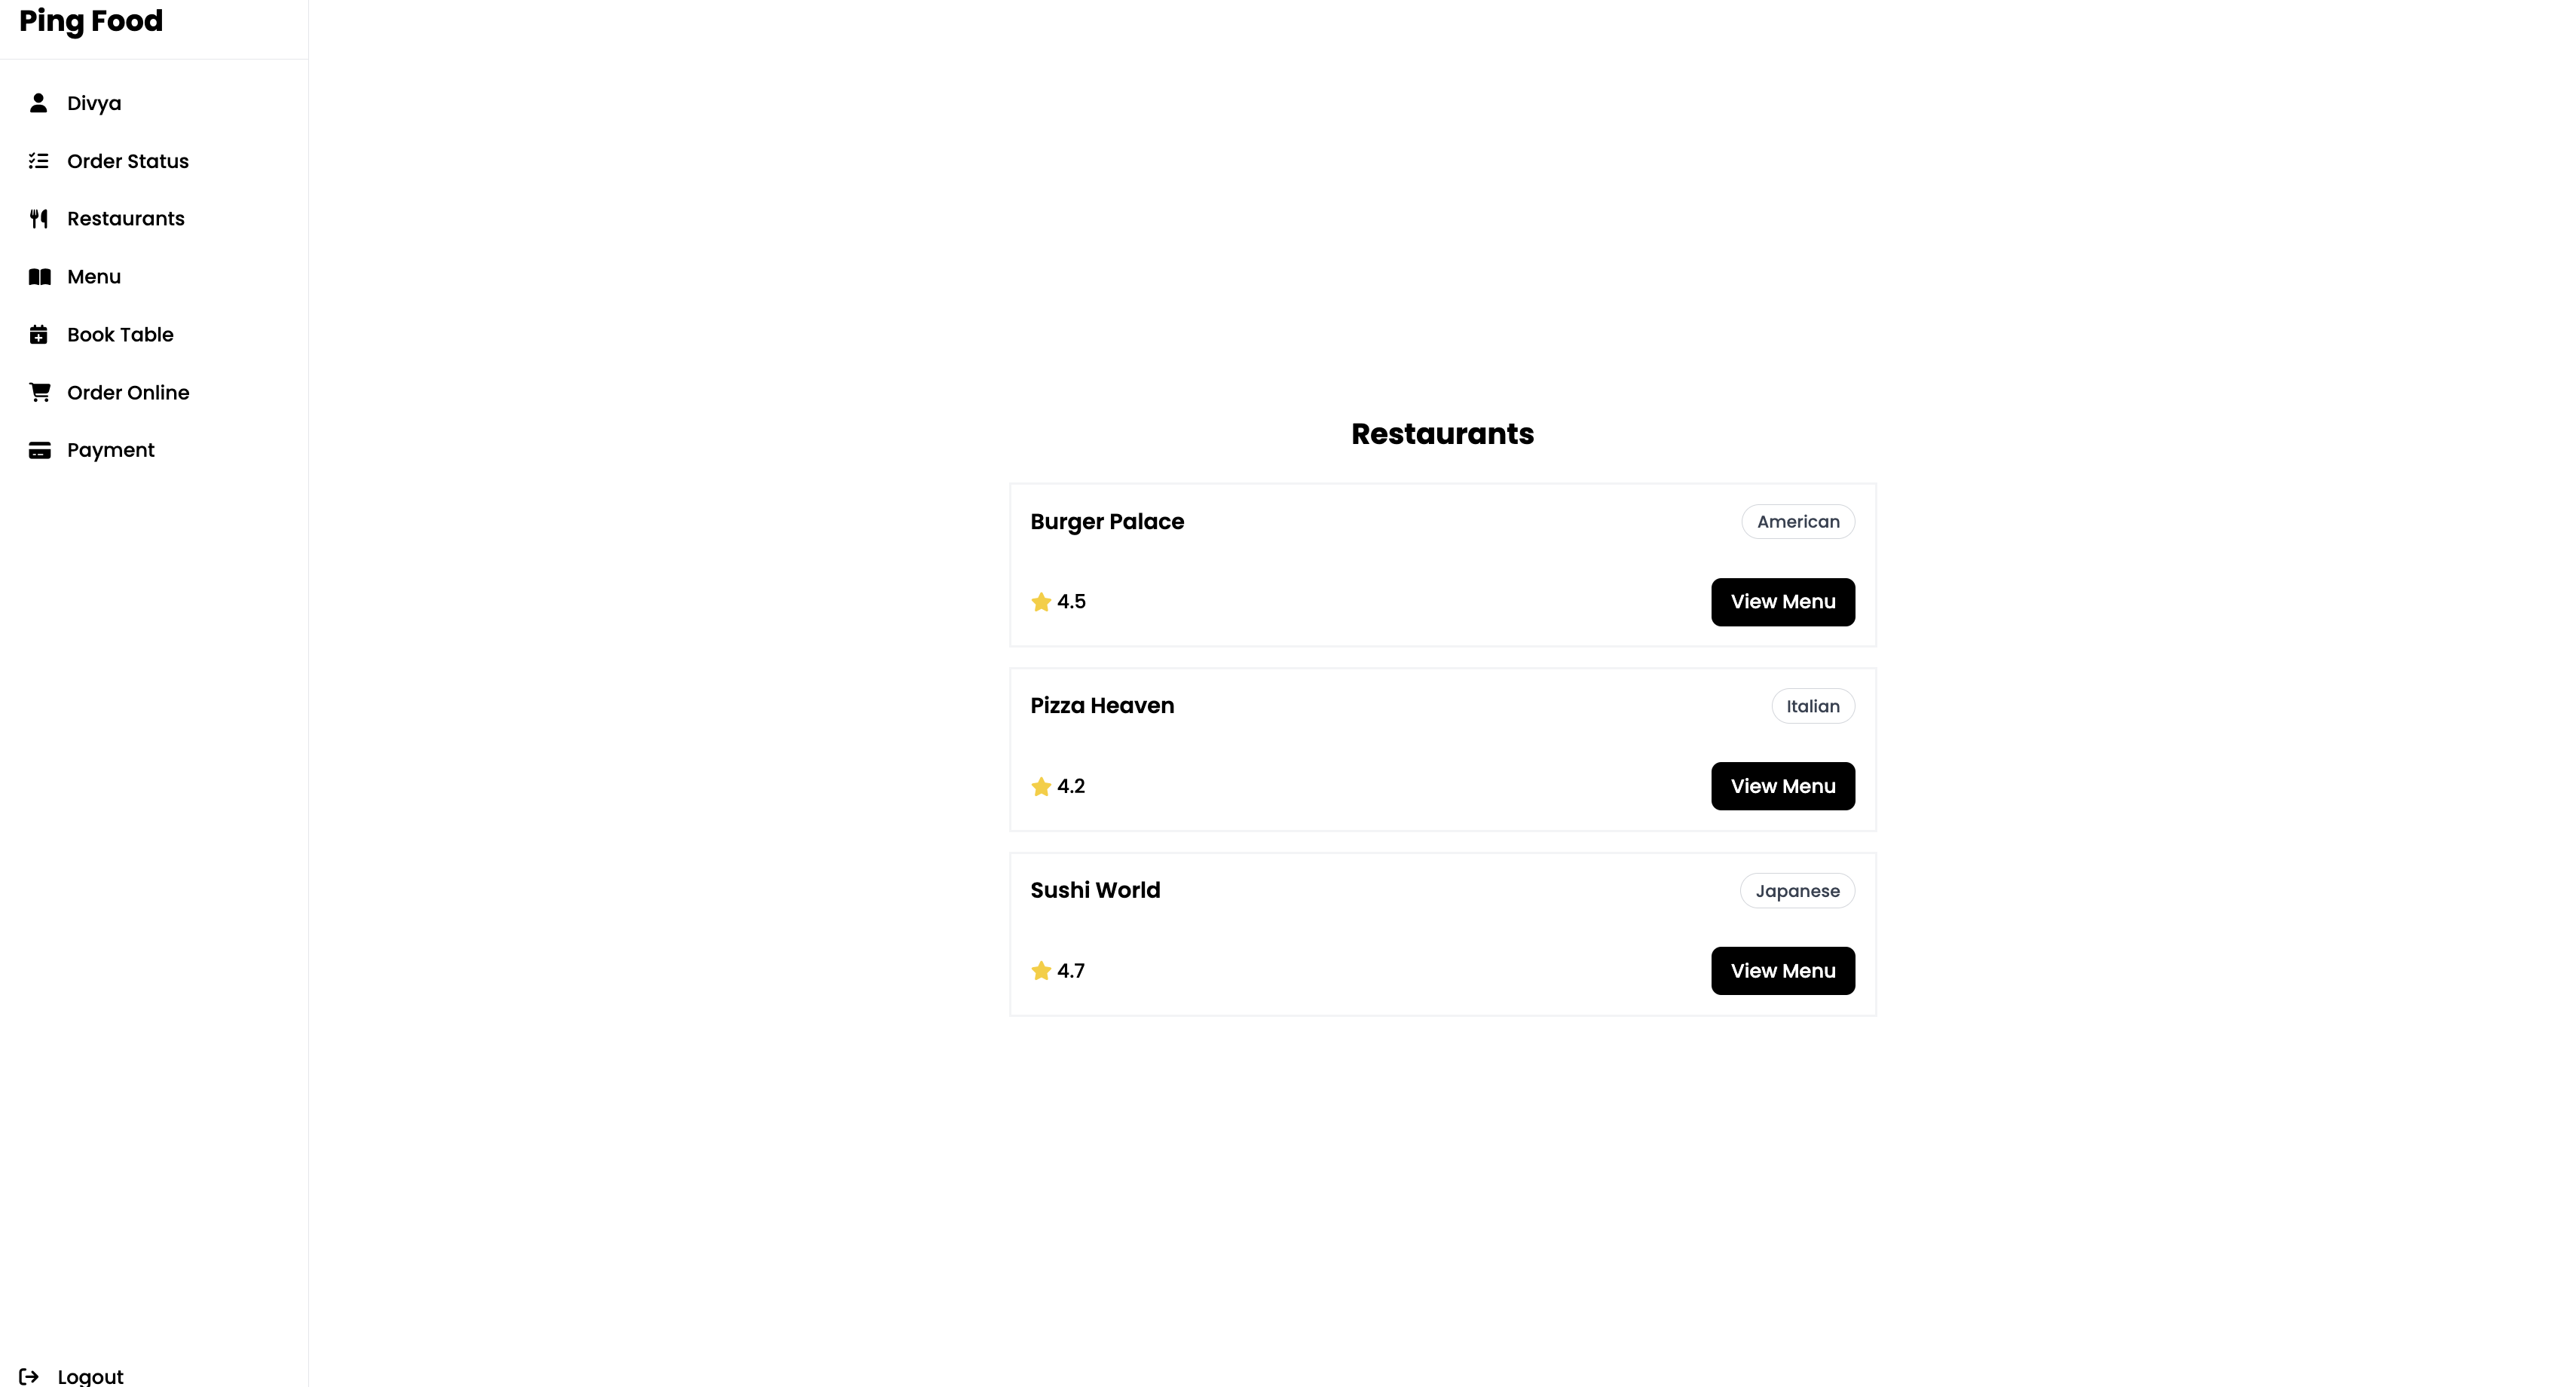 Ping Food
Divya
Order Status
Restaurants
Menu
Book Table
Order Online
Payment
Logout
Restaurants
Burger Palace
American
4.5
View Menu
Pizza Heaven
Italian
4.2
View Menu
Sushi World
Japanese
4.7
View Menu